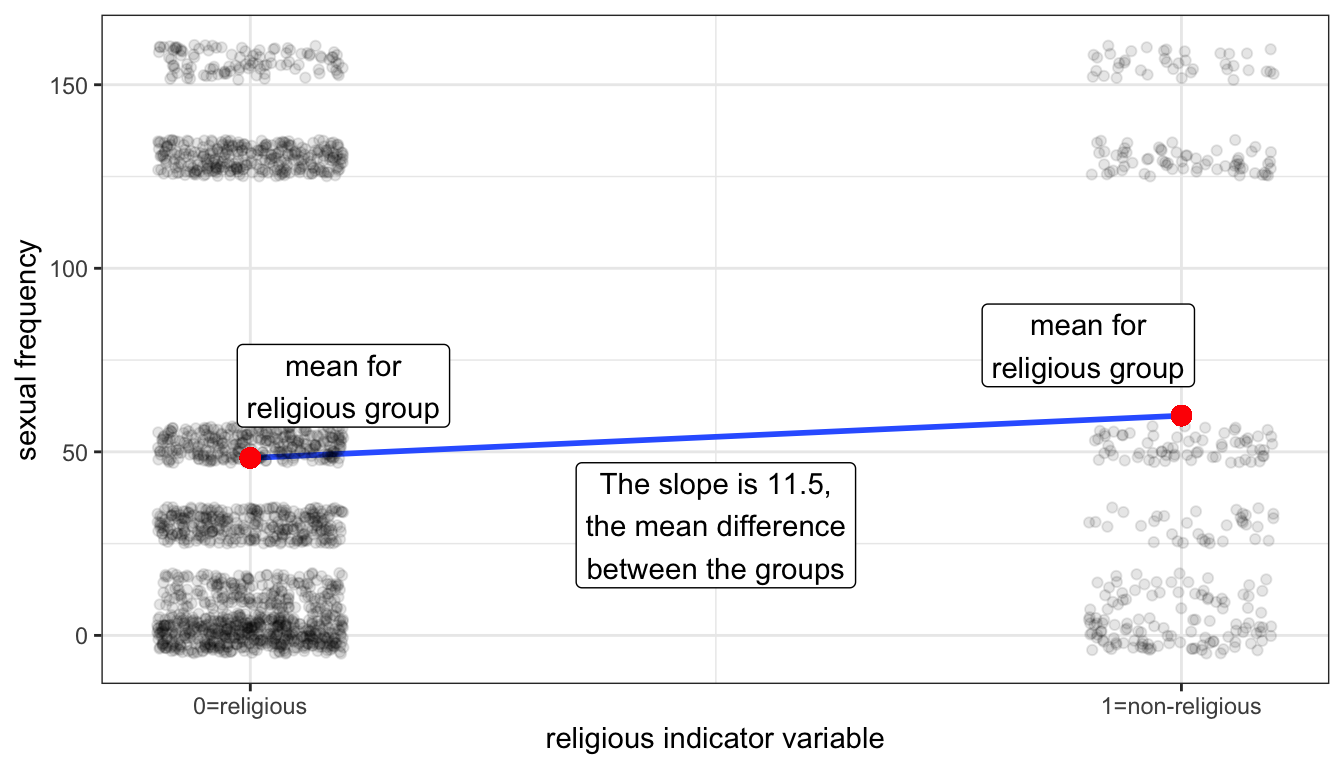 150
100
50
0
sexual frequency
mean for
religious group
mean for
religious group
The slope is 11.5,
the mean difference
between the groups
0=religious
1=non-religious
religious indicator variable